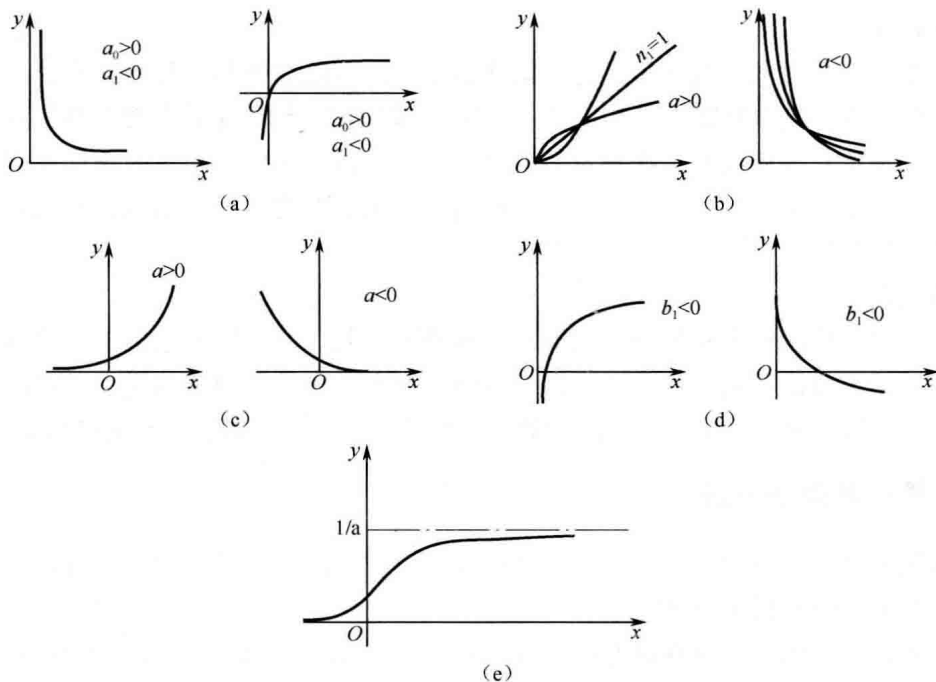 y
a₀>0
a₁<0
O
x
y
O
a₀>0
a₁<0
x
(a)
y
n₁=1
a>0
O
x
y
a<0
O
x
(b)
y
a>0
O
x
y
a<0
O
x
(c)
y
b₁<0
O
x
y
b₁<0
O
x
(d)
y
1/a
O
x
(e)